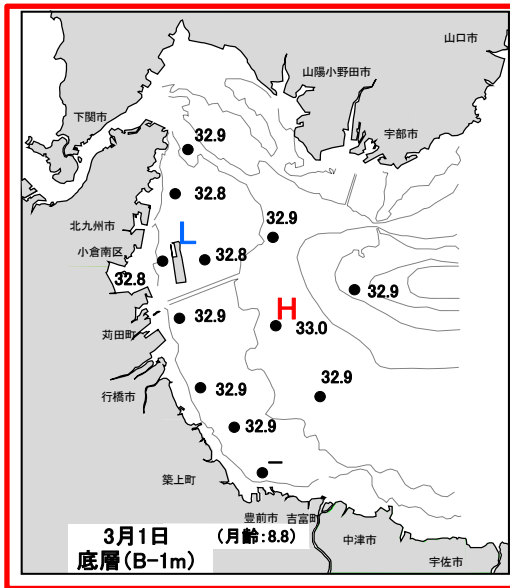 山口市
山陽小野田市
下関市
宇部市
32.9
32.8
32.9
北九州市
L
小倉南区
32.8
32.8
32.9
H
32.9
33.0
苅田町
32.9
行橋市
32.9
32.9
－
築上町
豊前市 吉富町
3月1日 (月齢:8.8)
中津市
底層(B-1m)
宇佐市